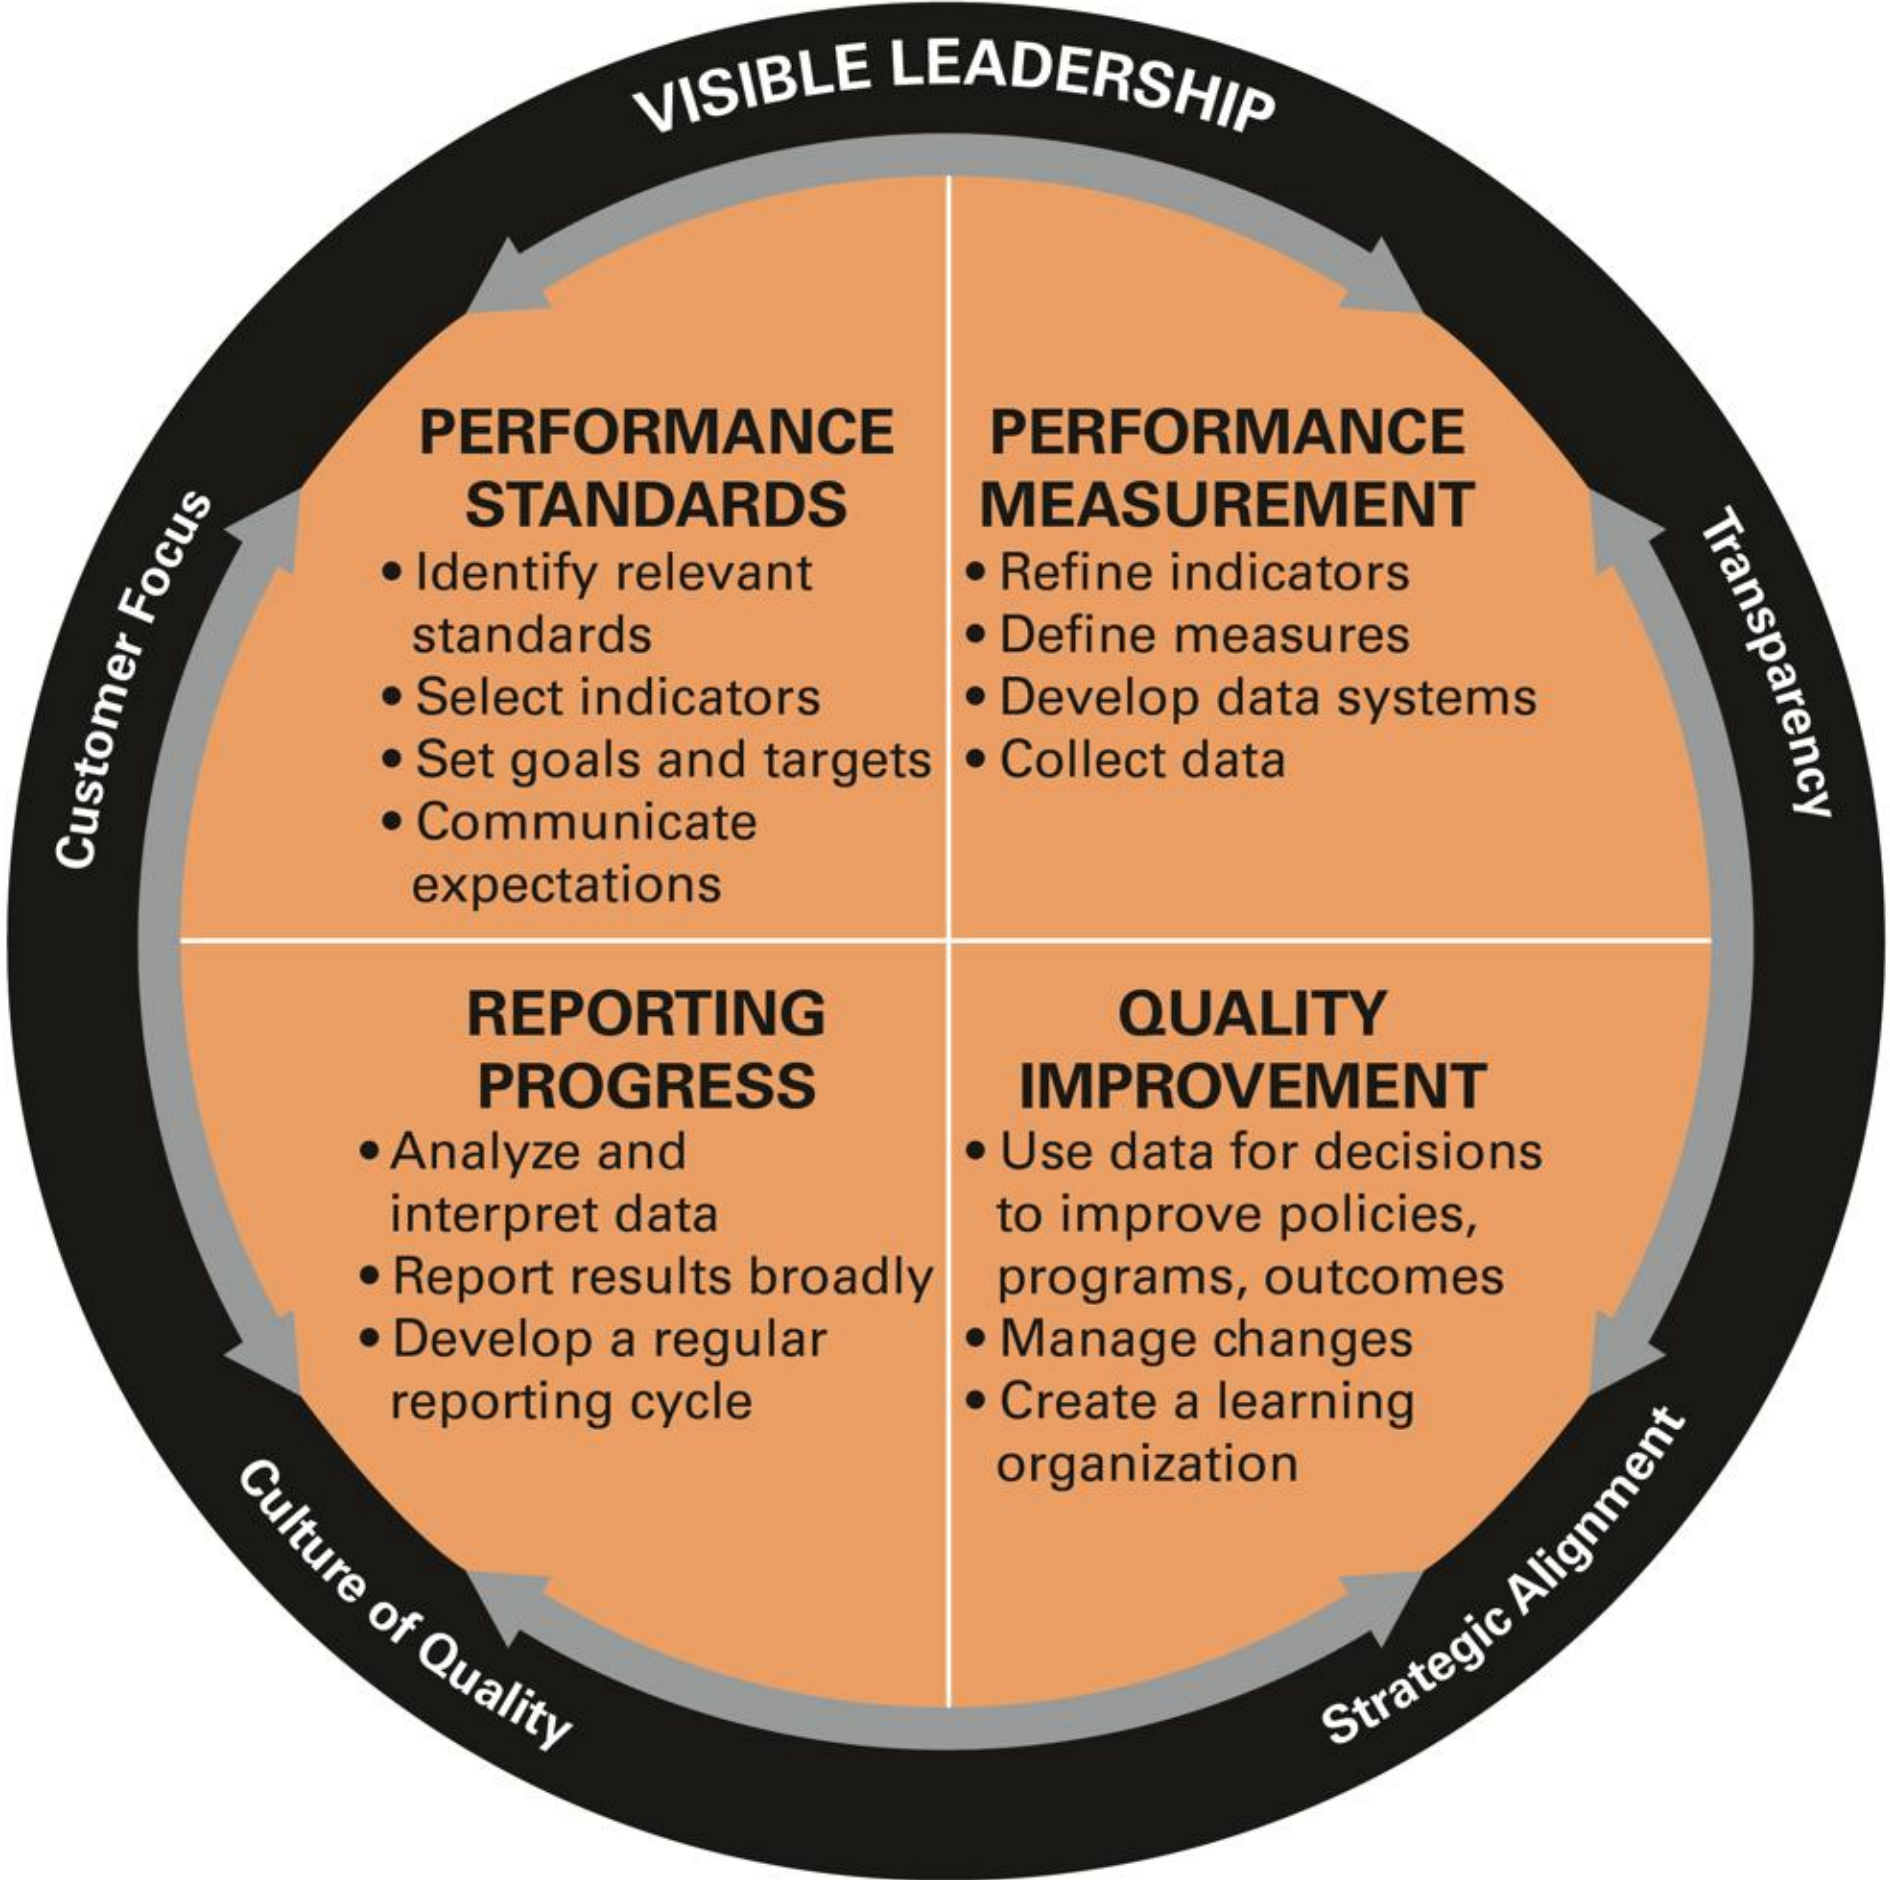 VISIBLE LEADERSHIP
Customer Focus
Transparency
PERFORMANCE
STANDARDS
• Identify relevant
standards
• Select indicators
• Set goals and targets
• Communicate
expectations
PERFORMANCE
MEASUREMENT
• Refine indicators
• Define measures
• Develop data systems
• Collect data
REPORTING
PROGRESS
• Analyze and
interpret data
• Report results broadly
• Develop a regular
reporting cycle
QUALITY
IMPROVEMENT
• Use data for decisions
to improve policies,
programs, outcomes
• Manage changes
• Create a learning
organization
Culture of Quality
Strategic Alignment